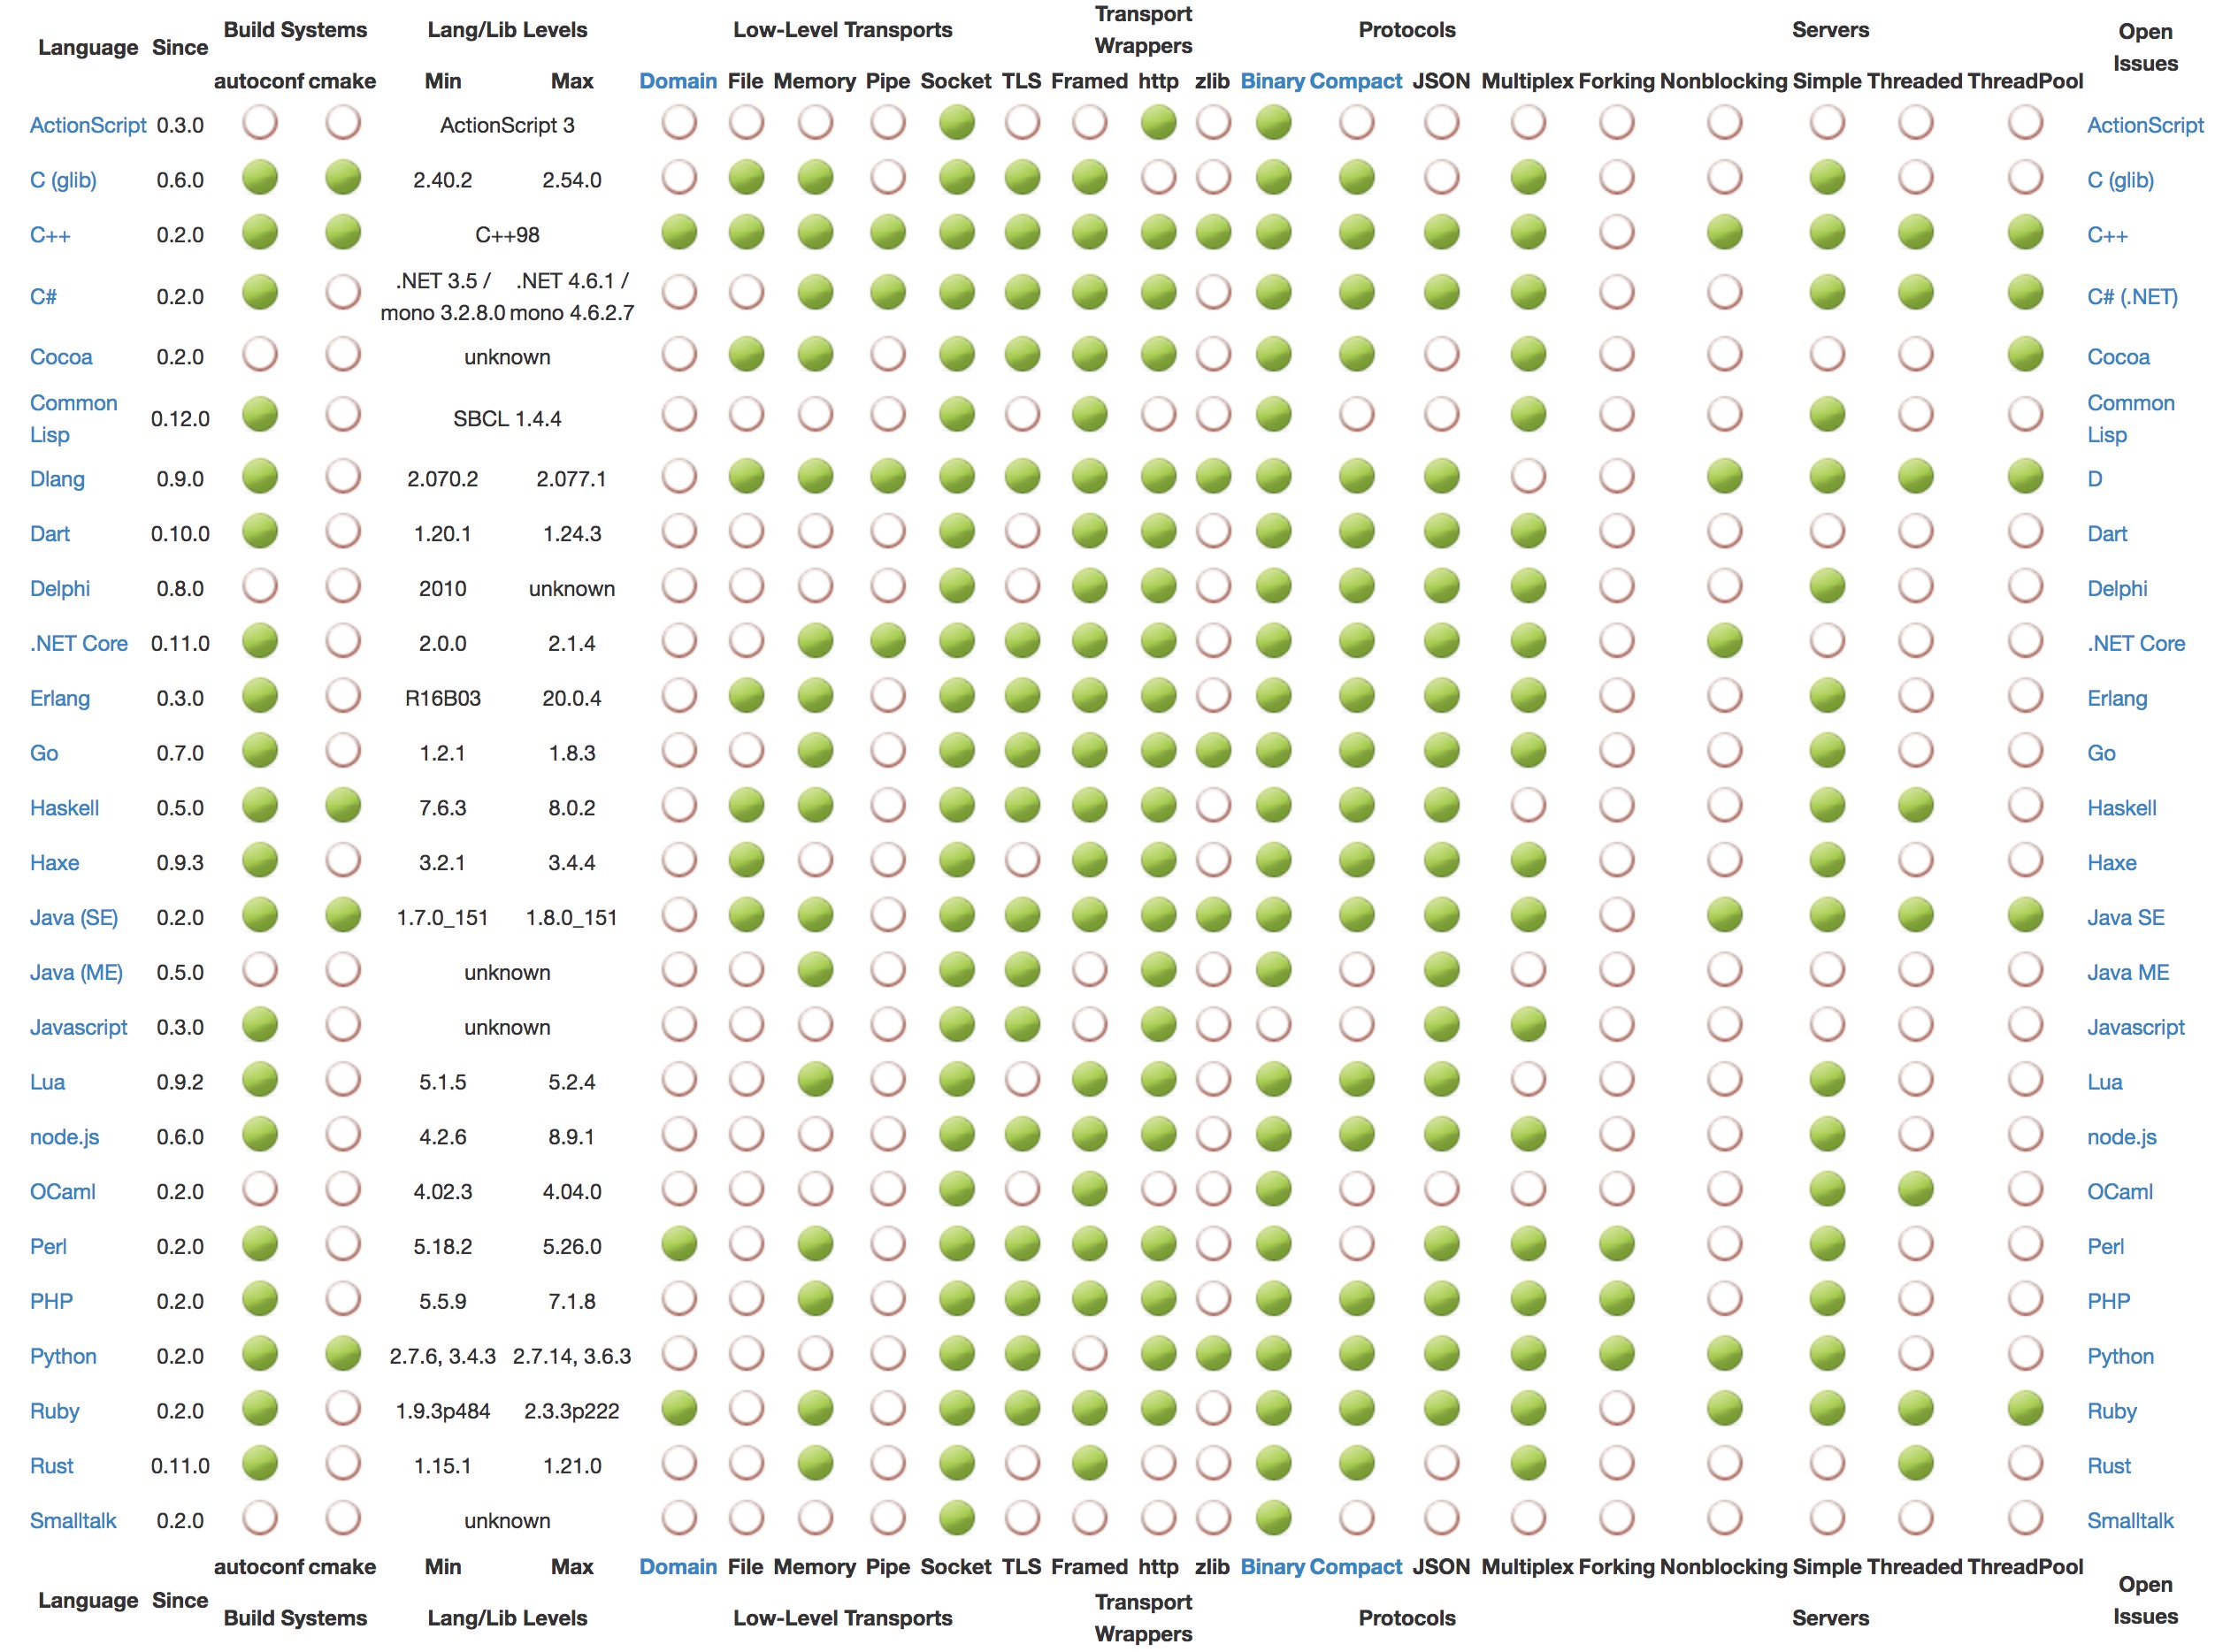 Language Since Build Systems Lang/Lib Levels Low-Level Transports Transport Wrappers Protocols Servers Open Issues
autoconf cmake Min Max Domain File Memory Pipe Socket TLS Framed http zlib Binary Compact JSON Multiplex Forking Nonblocking Simple Threaded ThreadPool
ActionScript 0.3.0 ActionScript 3 ActionScript
C (glib) 0.6.0 2.40.2 2.54.0 C (glib)
C++ 0.2.0 C++98 C++
C# 0.2.0 .NET 3.5 / mono 3.2.8.0 .NET 4.6.1 / mono 4.6.2.7 C# (.NET)
Cocoa 0.2.0 unknown Cocoa
Common Lisp 0.12.0 SBCL 1.4.4 Common Lisp
Dlang 0.9.0 2.070.2 2.077.1 D
Dart 0.10.0 1.20.1 1.24.3 Dart
Delphi 0.8.0 2010 unknown Delphi
.NET Core 0.11.0 2.0.0 2.1.4 .NET Core
Erlang 0.3.0 R16B03 20.0.4 Erlang
Go 0.7.0 1.2.1 1.8.3 Go
Haskell 0.5.0 7.6.3 8.0.2 Haskell
Haxe 0.9.3 3.2.1 3.4.4 Haxe
Java (SE) 0.2.0 1.7.0_151 1.8.0_151 Java SE
Java (ME) 0.5.0 unknown Java ME
Javascript 0.3.0 unknown Javascript
Lua 0.9.2 5.1.5 5.2.4 Lua
node.js 0.6.0 4.2.6 8.9.1 node.js
OCaml 0.2.0 4.02.3 4.04.0 OCaml
Perl 0.2.0 5.18.2 5.26.0 Perl
PHP 0.2.0 5.5.9 7.1.8 PHP
Python 0.2.0 2.7.6, 3.4.3 2.7.14, 3.6.3 Python
Ruby 0.2.0 1.9.3p484 2.3.3p222 Ruby
Rust 0.11.0 1.15.1 1.21.0 Rust
Smalltalk 0.2.0 unknown Smalltalk
autoconf cmake Min Max Domain File Memory Pipe Socket TLS Framed http zlib Binary Compact JSON Multiplex Forking Nonblocking Simple Threaded ThreadPool
Language Since Build Systems Lang/Lib Levels Low-Level Transports Transport Wrappers Protocols Servers Open Issues